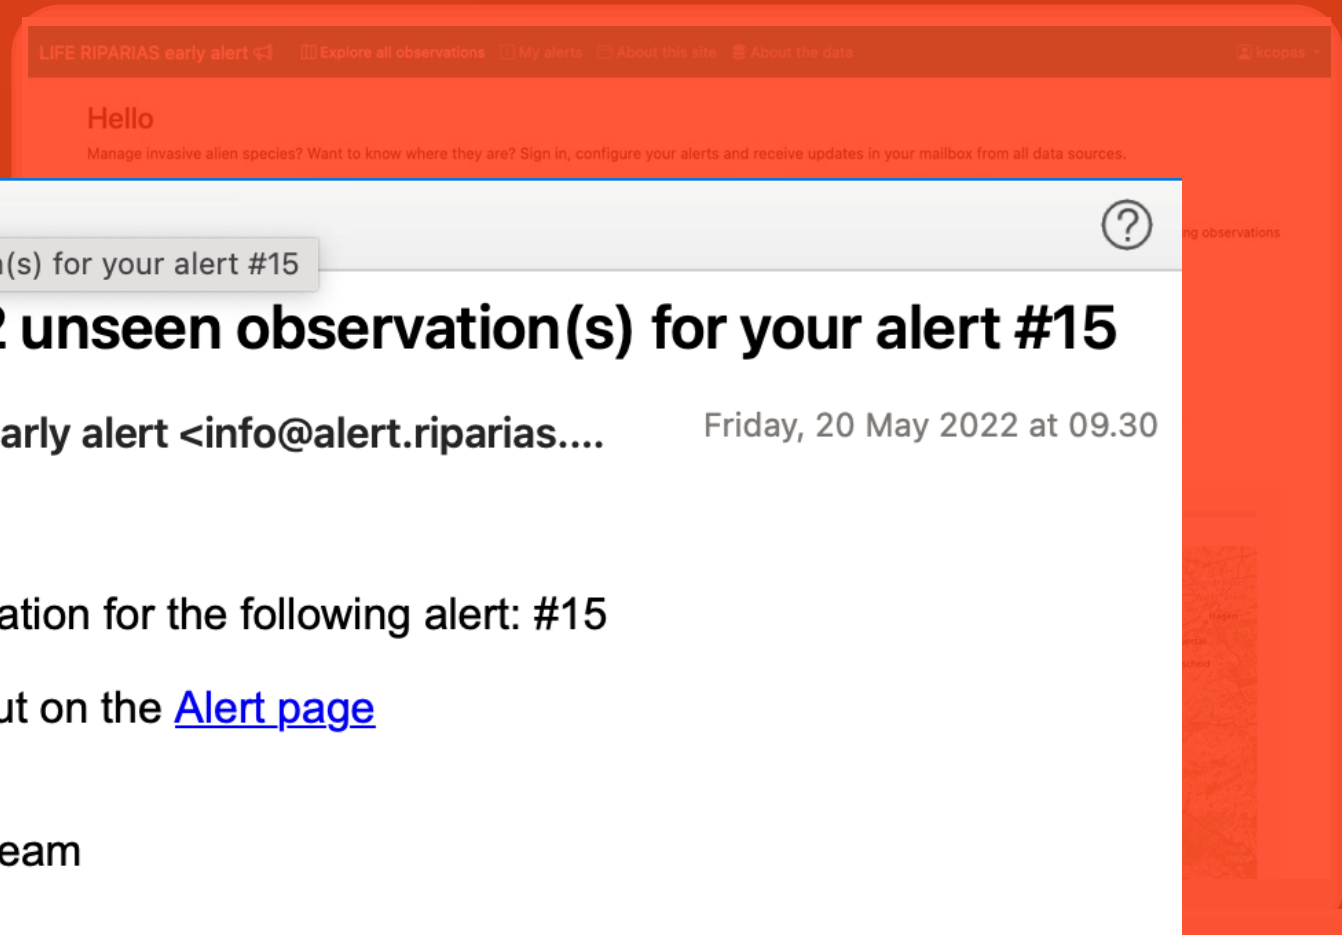 LIFE RIPARIAS early alert Explore all observations My alerts About this site About the data kcopas
Hello
Manage invasive alien species? Want to know where they are? Sign in, configure your alerts and receive updates in your mailbox from all data sources.
ng observations
(s) for your alert #15
unseen observation(s) for your alert #15
arly alert <info@alert.riparias....
Friday, 20 May 2022 at 09.30
ation for the following alert: #15
ut on the Alert page
eam
Hagen
scheid